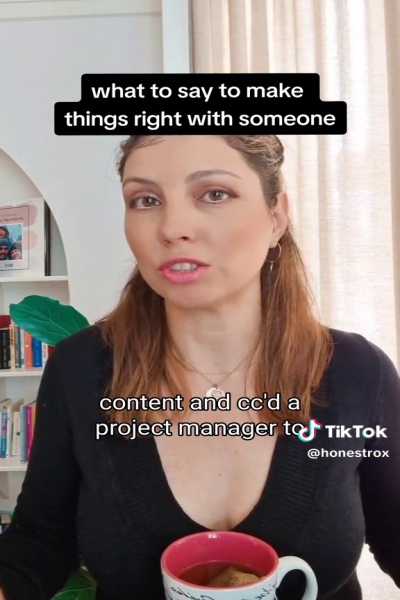 what to say to make
things right with someone
content and cc'd a
project manager to
TikTok
@honestrox